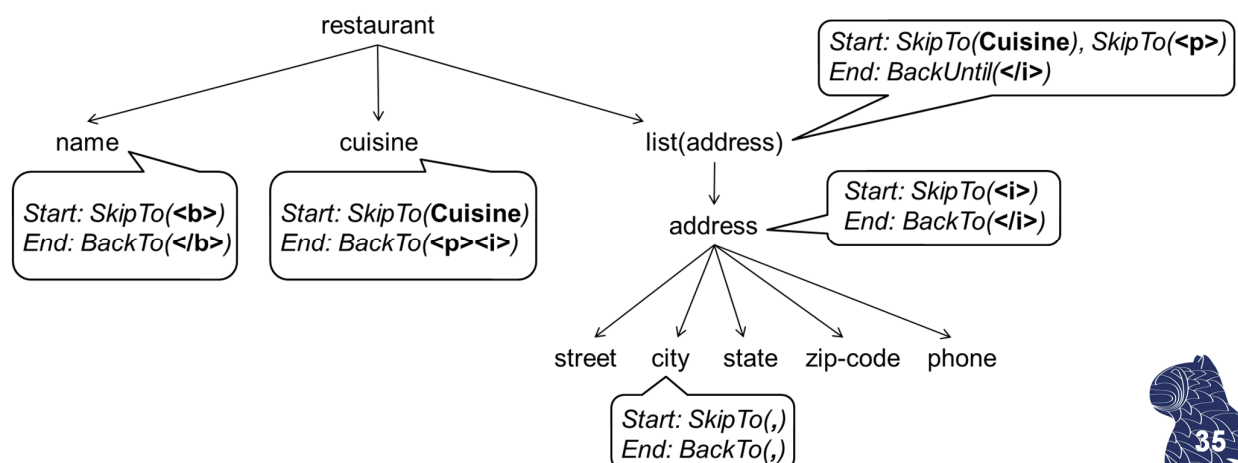 restaurant
Start: SkipTo(Cuisine), SkipTo(<p>)
End: BackUntil(</i>)
name
cuisine
list(address)
Start: SkipTo(<b>)
End: BackTo(</b>)
Start: SkipTo(Cuisine)
End: BackTo(<p><i>)
Start: SkipTo(<i>)
End: BackTo(</i>)
address
street
city
state
zip-code
phone
Start: SkipTo(,)
End: BackTo(,)
35